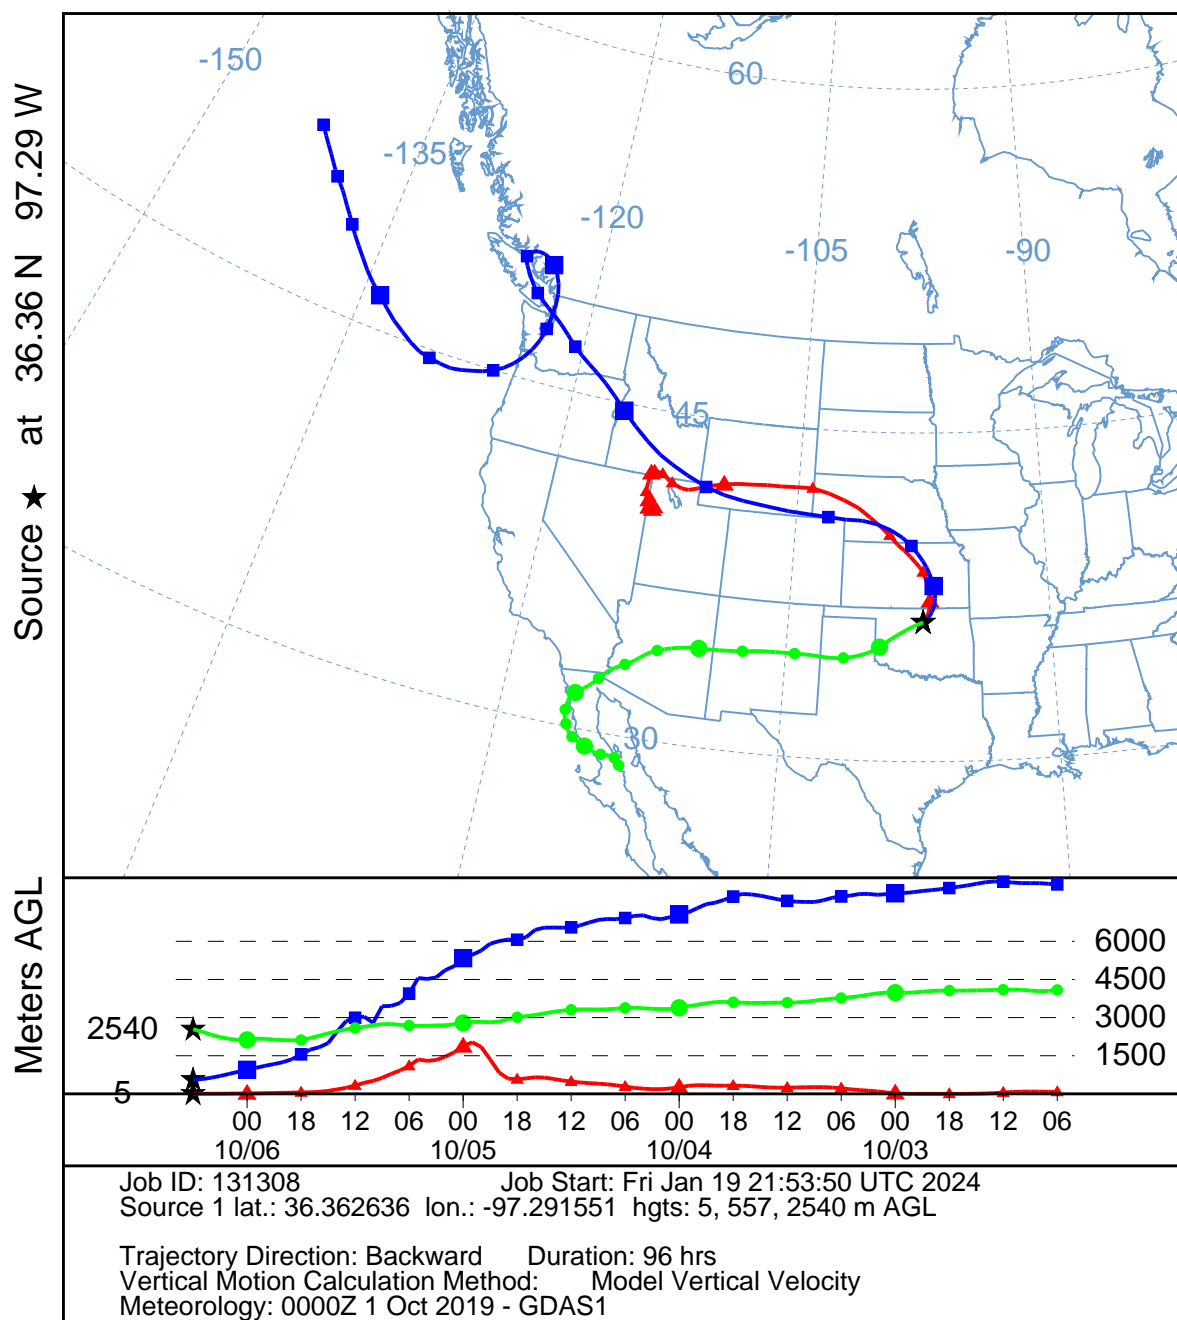 Source ★ at 36.36 N 97.29 W
-150
60
-135
-120
-105
-90
45
30
Meters AGL
6000
4500
2540
3000
1500
5
00 18 12 06 00 18 12 06 00 18 12 06 00 18 12 06
10/06 10/05 10/04 10/03
Job ID: 131308 Job Start: Fri Jan 19 21:53:50 UTC 2024
Source 1 lat.: 36.362636 lon.: -97.291551 hgts: 5, 557, 2540 m AGL
Trajectory Direction: Backward Duration: 96 hrs
Vertical Motion Calculation Method: Model Vertical Velocity
Meteorology: 0000Z 1 Oct 2019 - GDAS1